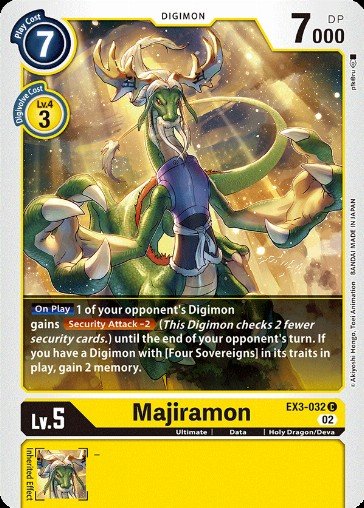 Play Cost
7
DIGIMON
7000
DP
Digivolve Cost
Lv.4
3
© Akiyoshi Hongo, Toei Animation  BANDAI MADE IN JAPAN
On Play 1 of your opponent's Digimon
gains Security Attack -2 (This Digimon checks 2 fewer
security cards.) until the end of your opponent's turn. If
you have a Digimon with [Four Sovereigns] in its traits in
play, gain 2 memory.
Lv.5
Majiramon
EX3-032 C
02
Ultimate | Data | Holy Dragon/Deva
Inherited Effect
-